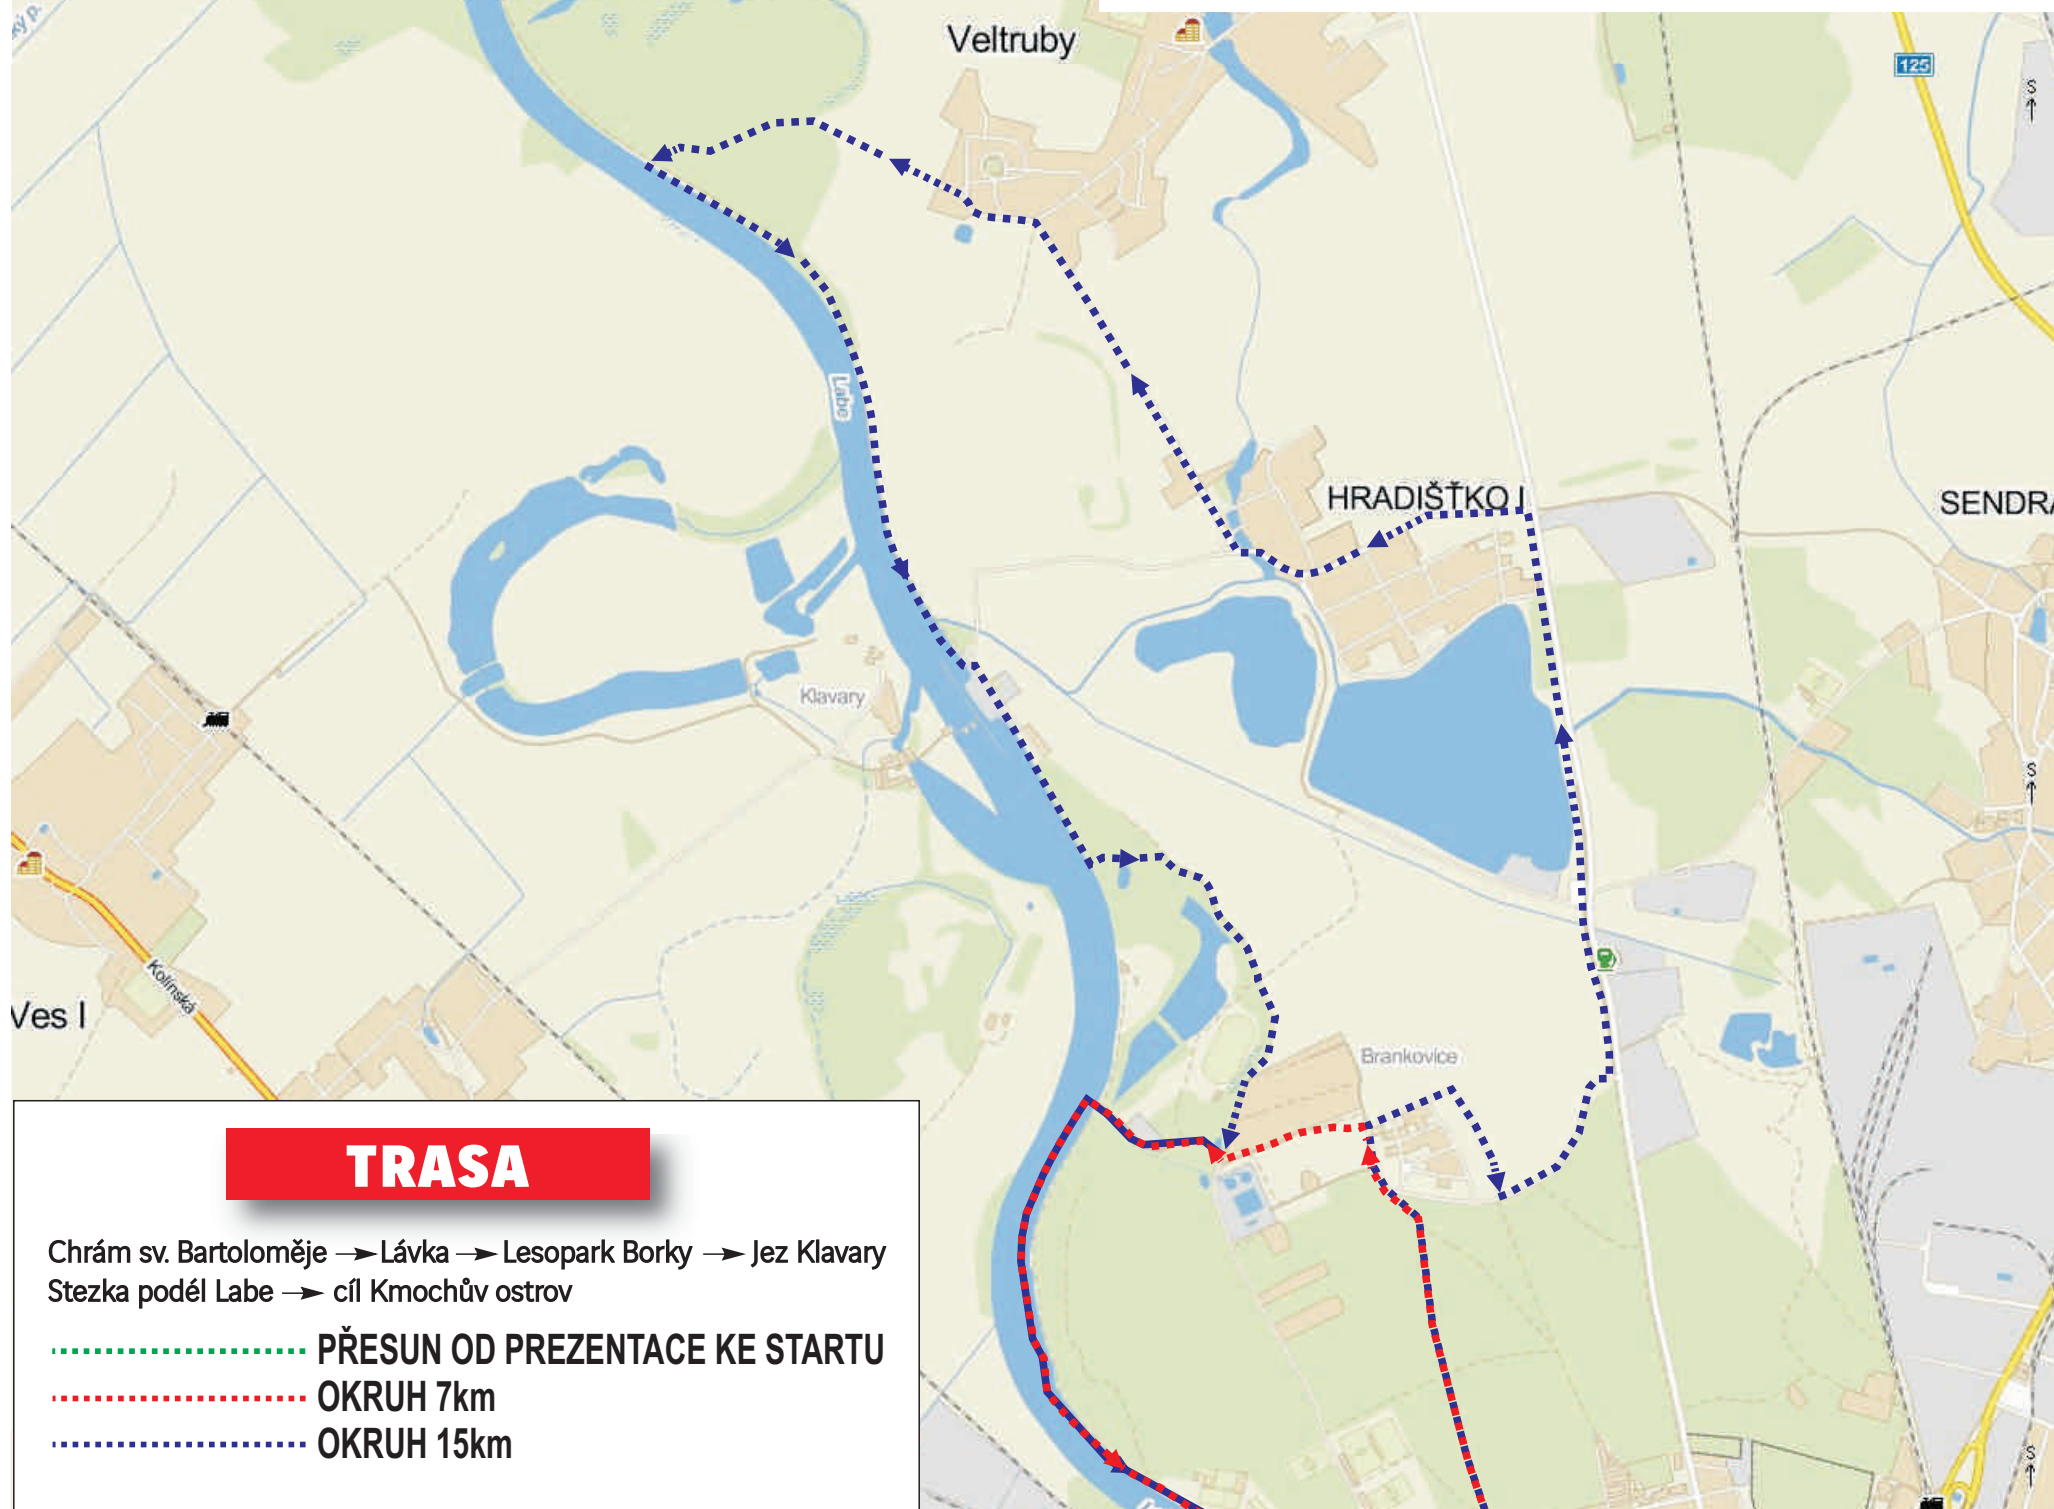 Veltruby
125
S
Labe
HRADIŠŤKO I
SENDRA
Klavary
S
Kolínská
Ves I
Brankovice
TRASA
Chrám sv. Bartoloměje → Lávka → Lesopark Borky → Jez Klavary
Stezka podél Labe → cíl Kmochův ostrov
PŘESUN OD PREZENTACE KE STARTU
OKRUH 7km
OKRUH 15km
S